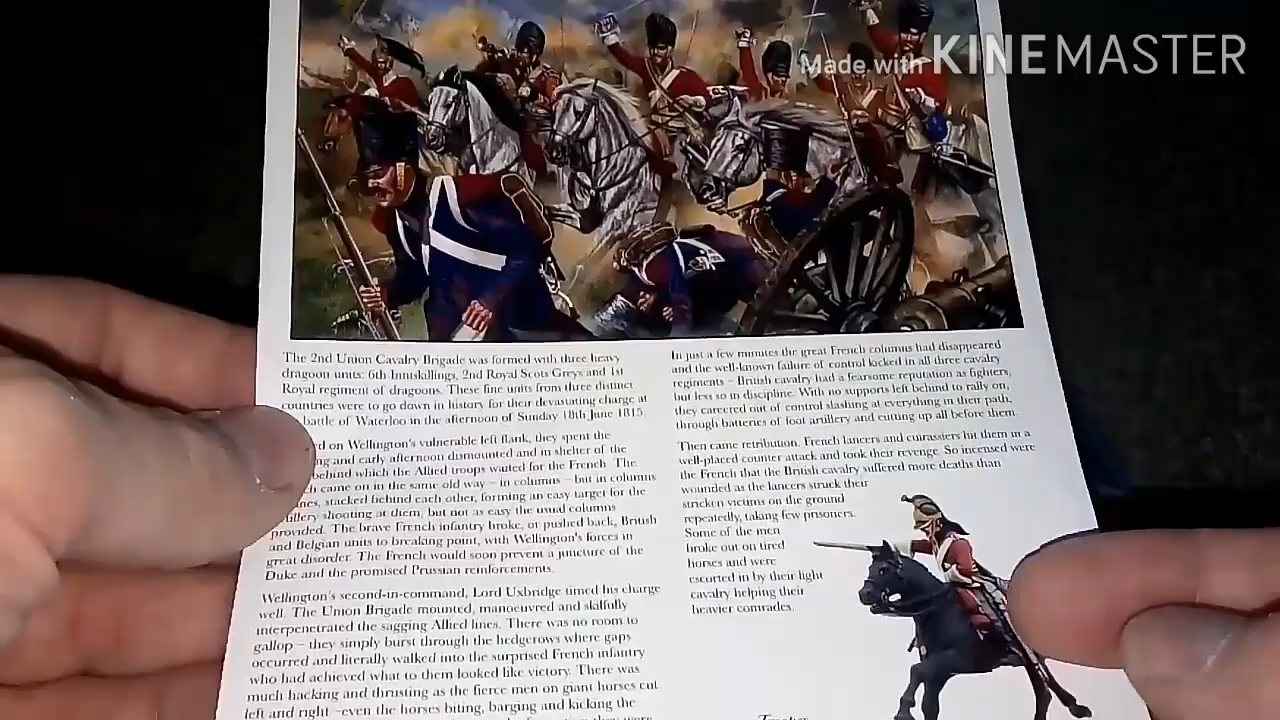 Made with KINEMASTER
The 2nd Union Cavalry Brigade was formed with three heavy
dragoon units: 6th Inniskillings, 2nd Royal Scots Greys and 1st
Royal regiment of dragoons. These fine units from three distinct
countries were to go down in history for their devastating charge at
battle of Waterloo in the afternoon of Sunday 18th June 1815.
on Wellington's vulnerable left flank, they spent the
and early afternoon dismounted and in shelter of the
behind which the Allied troops waited for the French. The
came on in the same old way – in columns – but in columns
stacked behind each other, forming an easy target for the
shooting at them, but not as easy the usual columns
provided. The brave French infantry broke, or pushed back, British
and Belgian units to breaking point, with Wellington's forces in
great disorder. The French would soon prevent a juncture of the
Duke and the promised Prussian reinforcements.
Wellington's second-in-command, Lord Uxbridge timed his charge
well. The Union Brigade mounted, manoeuvred and skilfully
interpenetrated the sagging Allied lines. There was no room to
gallop – they simply burst through the hedgerows where gaps
occurred and literally walked into the surprised French infantry
who had achieved what to them looked like victory. There was
much hacking and thrusting as the fierce men on giant horses cut
left and right –even the horses biting, barging and kicking the
In just a few minutes the great French columns had disappeared
and the well-known failure of control kicked in all three cavalry
regiments – British cavalry had a fearsome reputation as fighters,
but less so in discipline. With no supports left behind to rally on,
they careered out of control slashing at everything in their path,
through batteries of foot artillery and cutting up all before them.
Then came retribution. French lancers and cuirassiers hit them in a
well-placed counter attack and took their revenge. So incensed were
the French that the British cavalry suffered more deaths than
wounded as the lancers struck their
stricken victims on the ground
repeatedly, taking few prisoners.
Some of the men
broke out on tired
horses and were
escorted in by their light
cavalry helping their
heavier comrades.